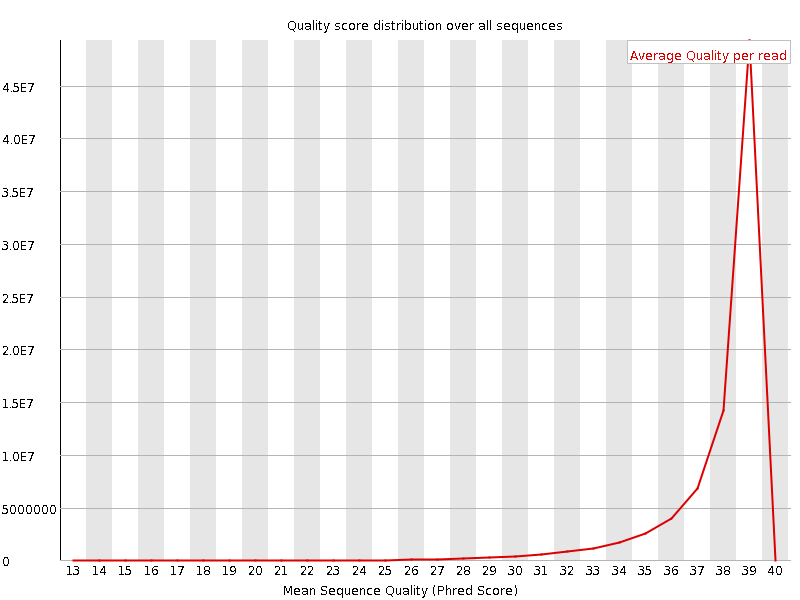 Quality score distribution over all sequences
Average Quality per read
4.5E7
4.0E7
3.5E7
3.0E7
2.5E7
2.0E7
1.5E7
1.0E7
5000000
0
13 14 15 16 17 18 19 20 21 22 23 24 25 26 27 28 29 30 31 32 33 34 35 36 37 38 39 40
Mean Sequence Quality (Phred Score)